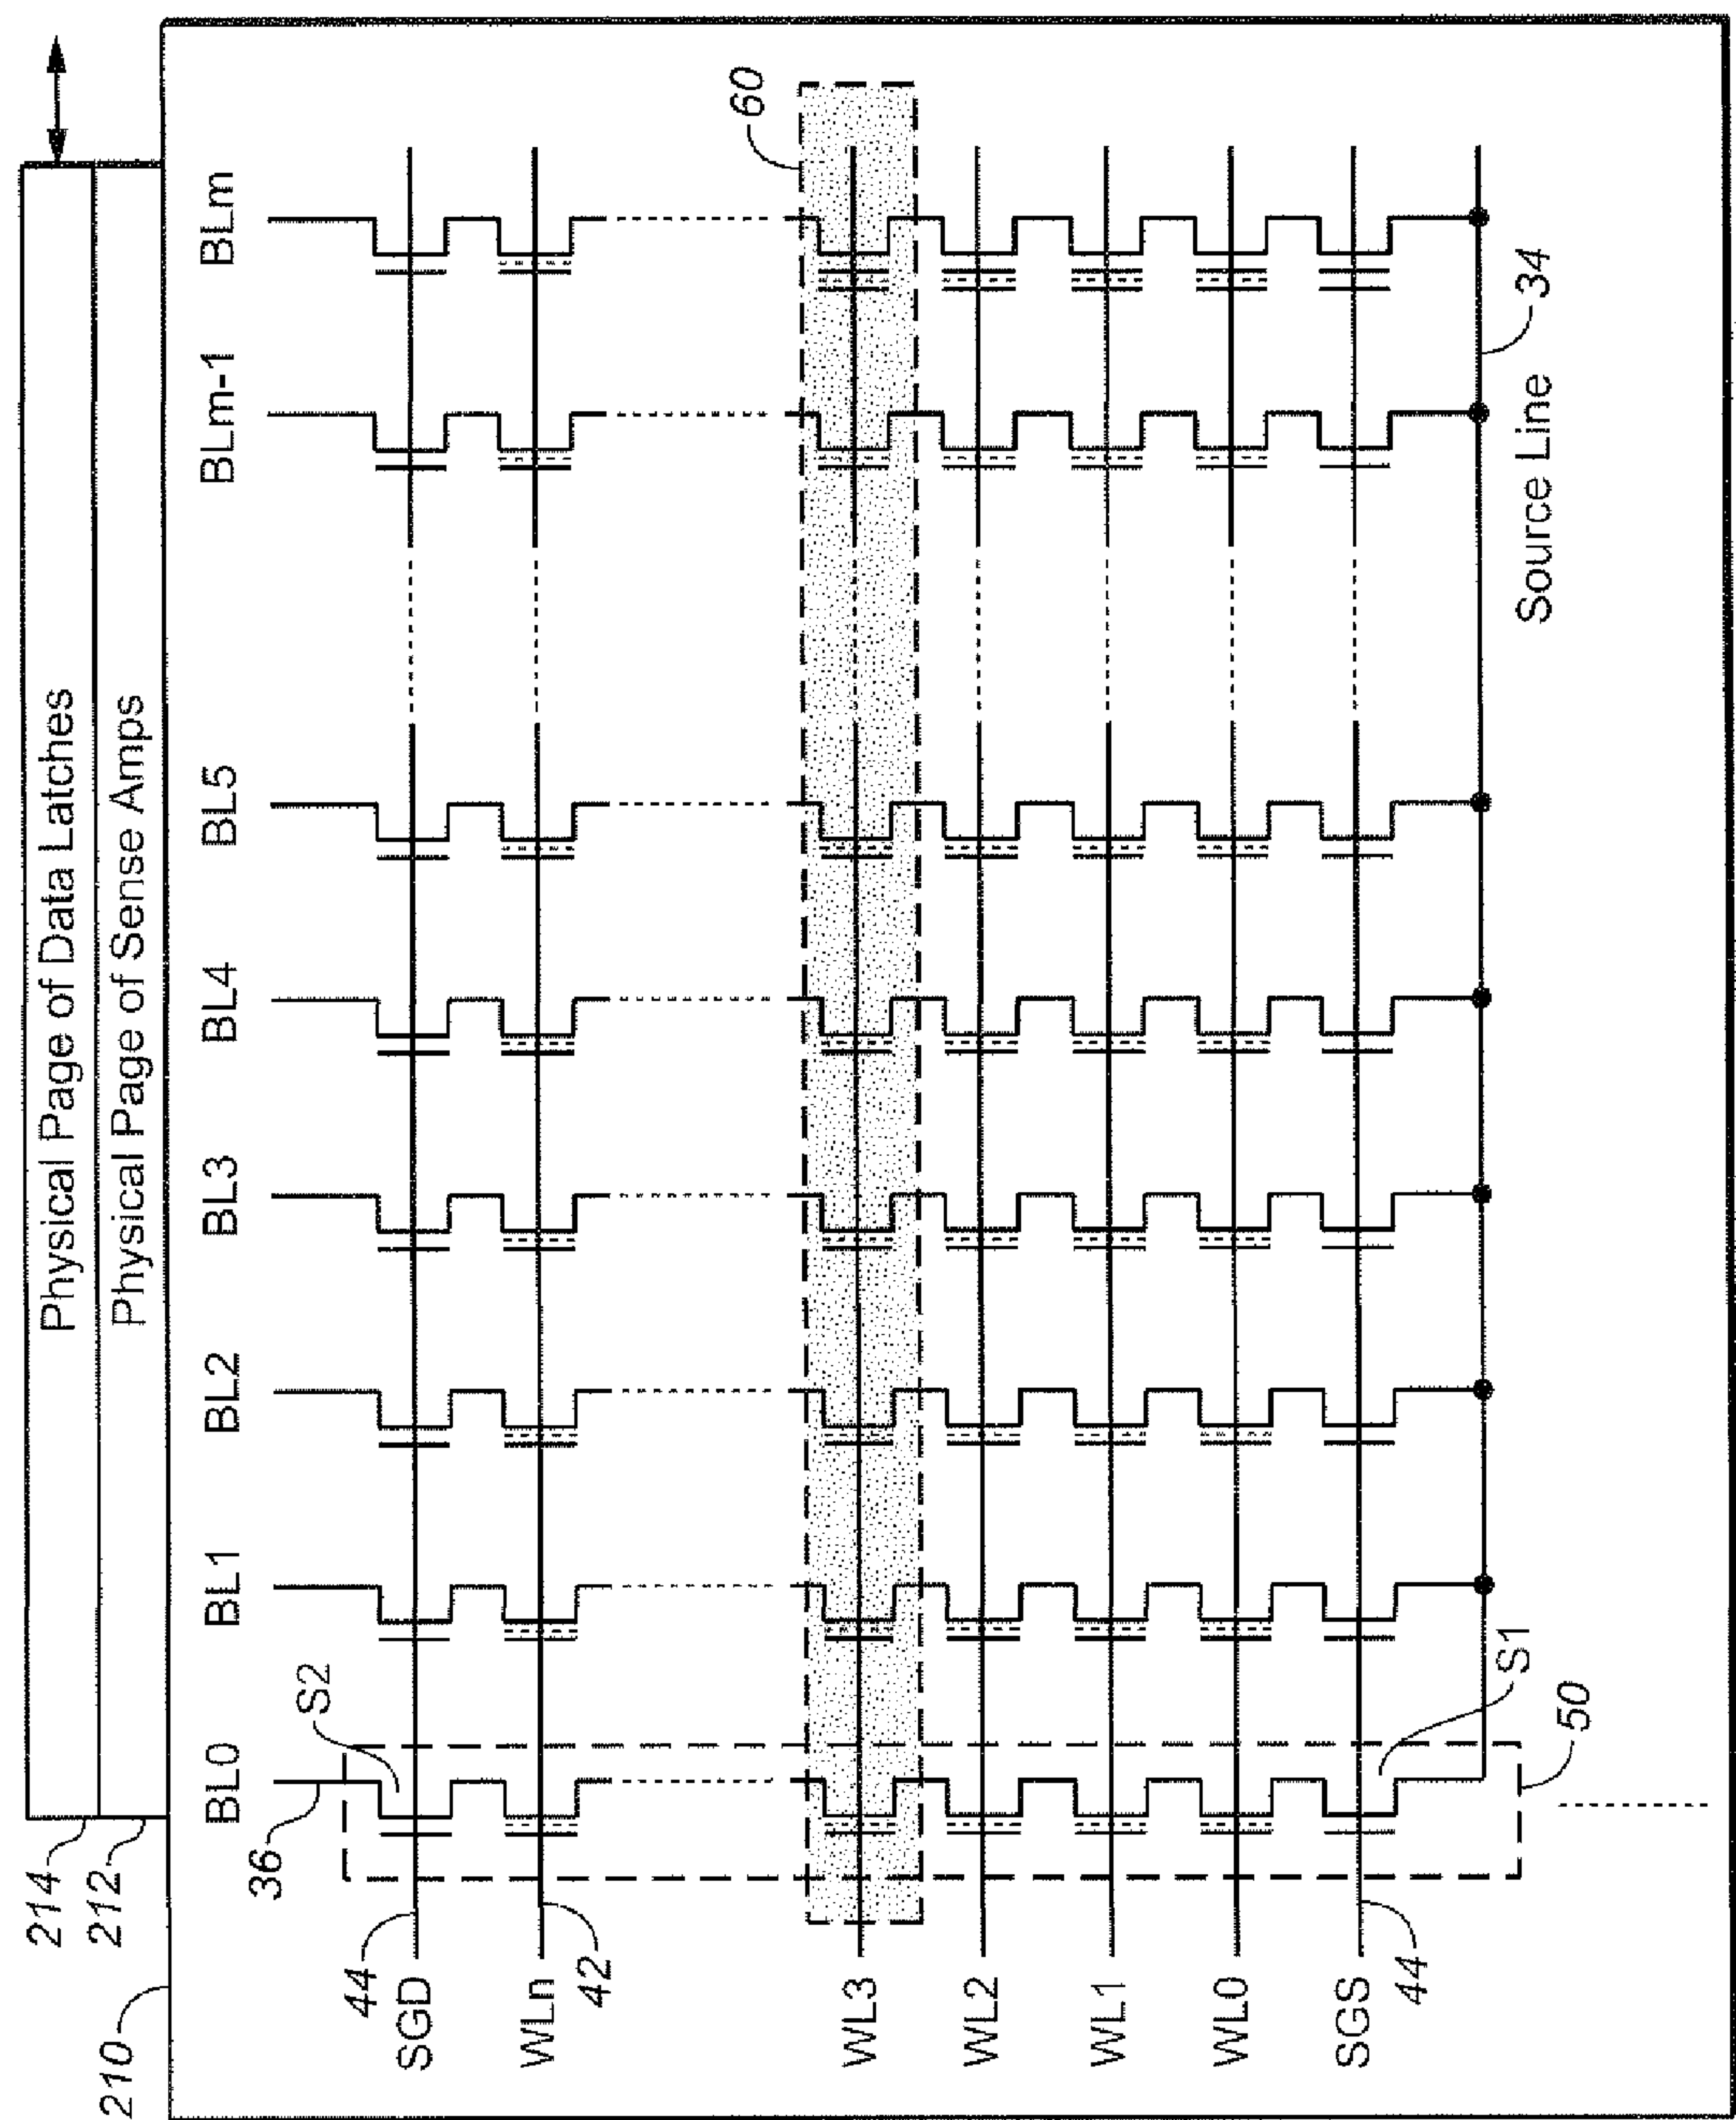 210
212
214
Physical Page of Data Latches
Physical Page of Sense Amps
BL0
BL1
BL2
BL3
BL4
BL5
BLm-1
BLm
36
S2
44
SGD
WLn
42
60
WL3
WL2
WL1
WL0
SGS
44
S1
50
Source Line
34